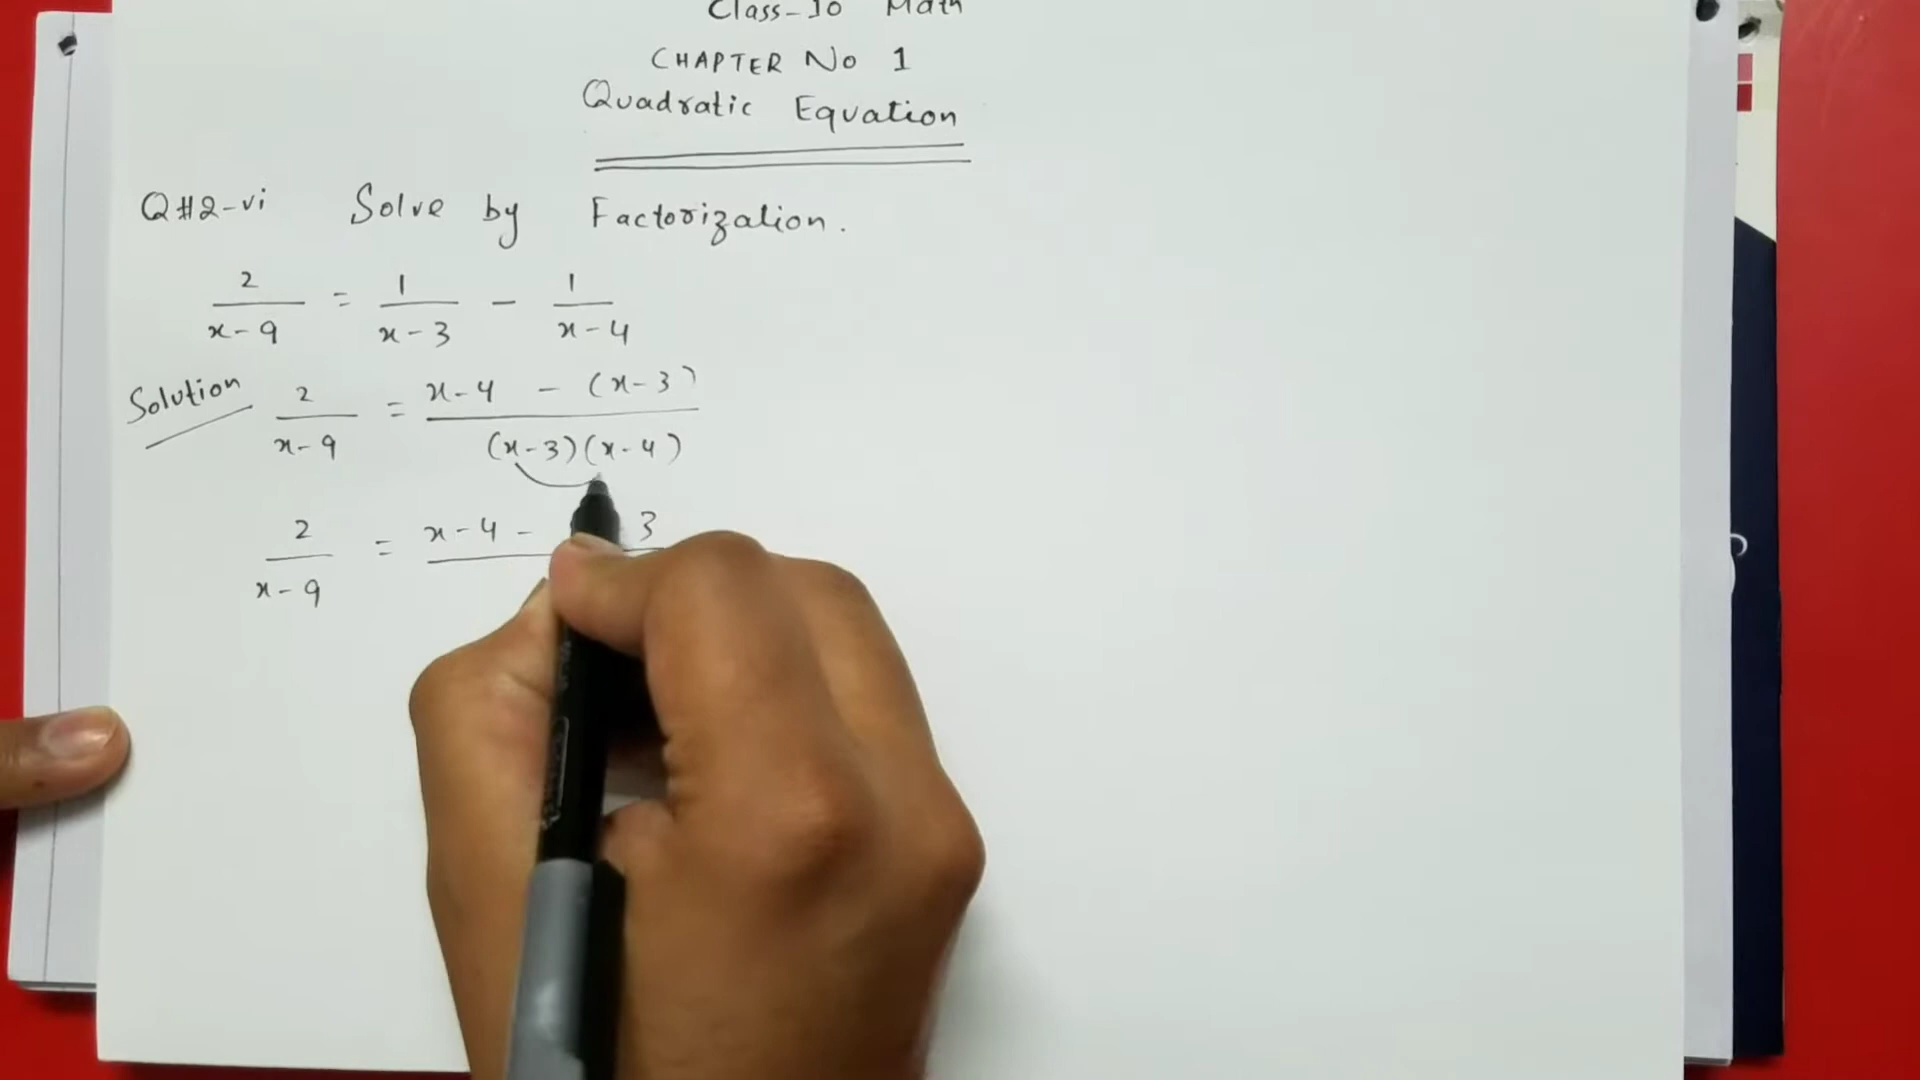 Class-10 Math
CHAPTER No 1
Quadratic Equation
Q#2-vi Solve by Factorization.
2/(x-9) = 1/(x-3) - 1/(x-4)
Solution 2/(x-9) = (x-4 - (x-3))/((x-3)(x-4))
2/(x-9) = x-4 - 3